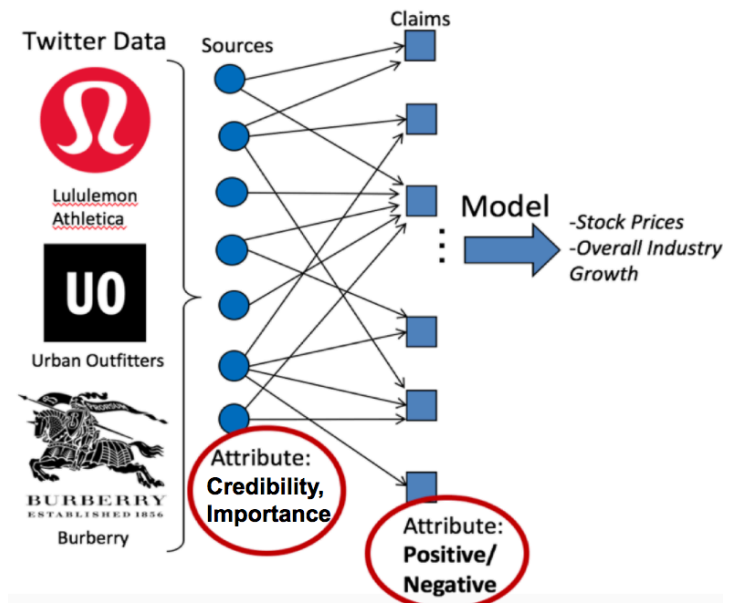 Twitter Data
Sources
Claims
Lululemon
Athletica
UO
Urban Outfitters
BURBERRY
ESTABLISHED 1856
Burberry
Attribute:
Credibility,
Importance
Attribute:
Positive/
Negative
Model
-Stock Prices
-Overall Industry
Growth